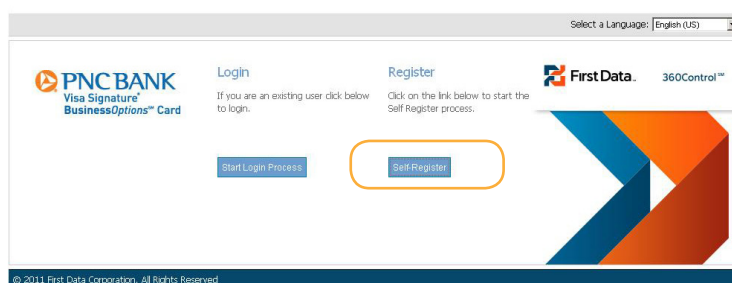 Select a Language: English (US)
PNC BANK
Visa Signature®
BusinessOptions℠ Card
Login
If you are an existing user click below
to login.
Start Login Process
Register
Click on the link below to start the
Self Register process.
Self-Register
First Data.
360Control℠
© 2011 First Data Corporation. All Rights Reserved